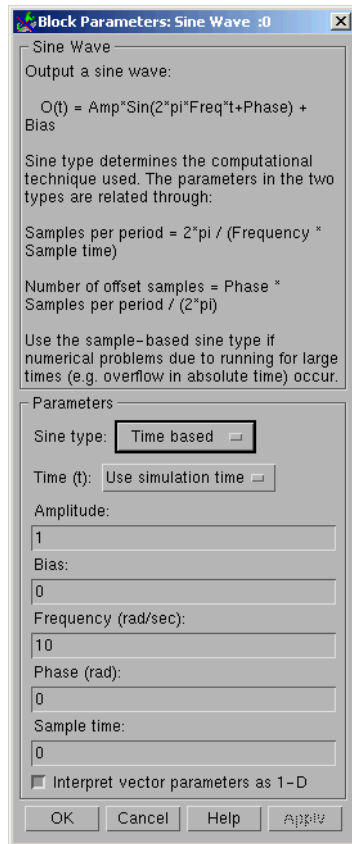 Block Parameters: Sine Wave :0
Sine Wave
Output a sine wave:
O(t) = Amp*Sin(2*pi*Freq*t+Phase) +
Bias
Sine type determines the computational
technique used. The parameters in the two
types are related through:
Samples per period = 2*pi / (Frequency *
Sample time)
Number of offset samples = Phase *
Samples per period / (2*pi)
Use the sample-based sine type if
numerical problems due to running for large
times (e.g. overflow in absolute time) occur.
Parameters
Sine type: Time based
Time (t): Use simulation time
Amplitude:
1
Bias:
0
Frequency (rad/sec):
10
Phase (rad):
0
Sample time:
0
Interpret vector parameters as 1-D
OK Cancel Help Apply